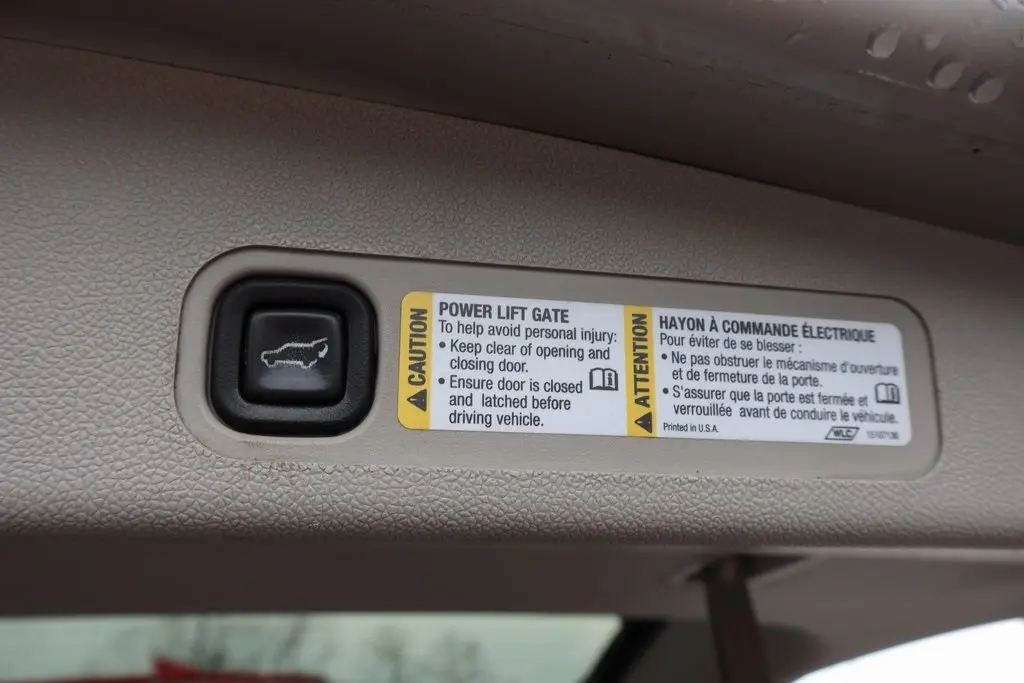 CAUTION
POWER LIFT GATE
To help avoid personal injury:
• Keep clear of opening and
closing door.
• Ensure door is closed
and latched before
driving vehicle.
ATTENTION
HAYON À COMMANDE ÉLECTRIQUE
Pour éviter de se blesser :
• Ne pas obstruer le mécanisme d'ouverture
et de fermeture de la porte.
• S'assurer que la porte est fermée et
verrouillée avant de conduire le véhicule.
Printed in U.S.A.
WLC